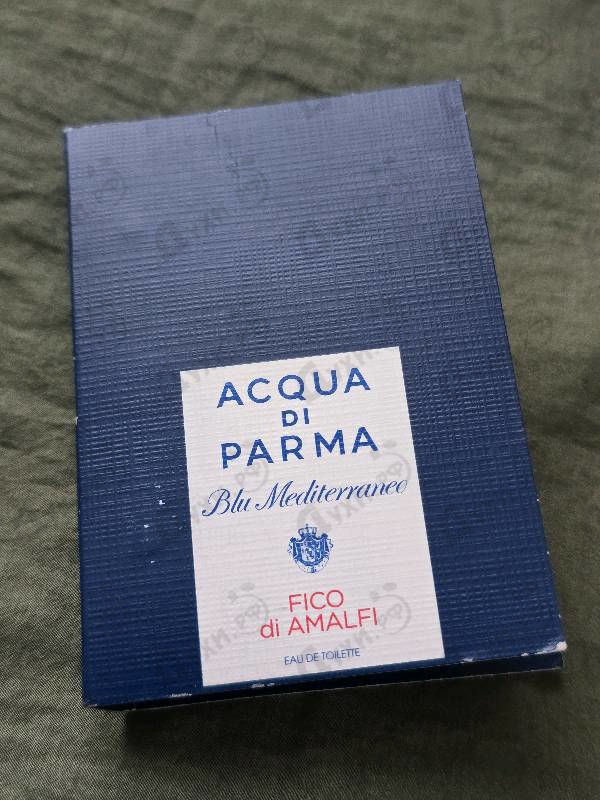 ACQUA
DI
PARMA
Blu Mediterraneo
FICO
di AMALFI
EAU DE TOILETTE